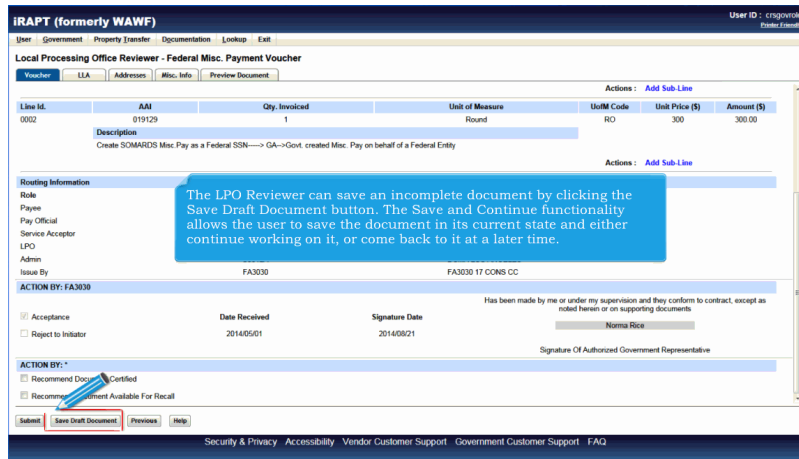 iRAPT (formerly WAWF)
User ID : crsgovrol
Printer Friendl
User Government Property Transfer Documentation Lookup Exit
Local Processing Office Reviewer - Federal Misc. Payment Voucher
Voucher LLA Addresses Misc. Info Preview Document
Actions : Add Sub-Line
Line Id. AAI Qty. Invoiced Unit of Measure UofM Code Unit Price ($) Amount ($)
0002 019129 1 Round RO 300 300.00
Description
Create SOMARDS Misc.Pay as a Federal SSN-----> GA-->Govt. created Misc. Pay on behalf of a Federal Entity
Actions : Add Sub-Line
Routing Information
Role
Payee
Pay Official
Service Acceptor
LPO
Admin
Issue By FA3030 FA3030 17 CONS CC
The LPO Reviewer can save an incomplete document by clicking the
Save Draft Document button. The Save and Continue functionality
allows the user to save the document in its current state and either
continue working on it, or come back to it at a later time.
ACTION BY: FA3030
Has been made by me or under my supervision and they conform to contract, except as
noted herein or on supporting documents
Acceptance Date Received Signature Date
Norma Rice
Reject to Initiator 2014/05/01 2014/08/21
Signature Of Authorized Government Representative
ACTION BY: *
Recommend Docu Certified
Recommen ument Available For Recall
Submit Save Draft Document Previous Help
Security & Privacy Accessibility Vendor Customer Support Government Customer Support FAQ